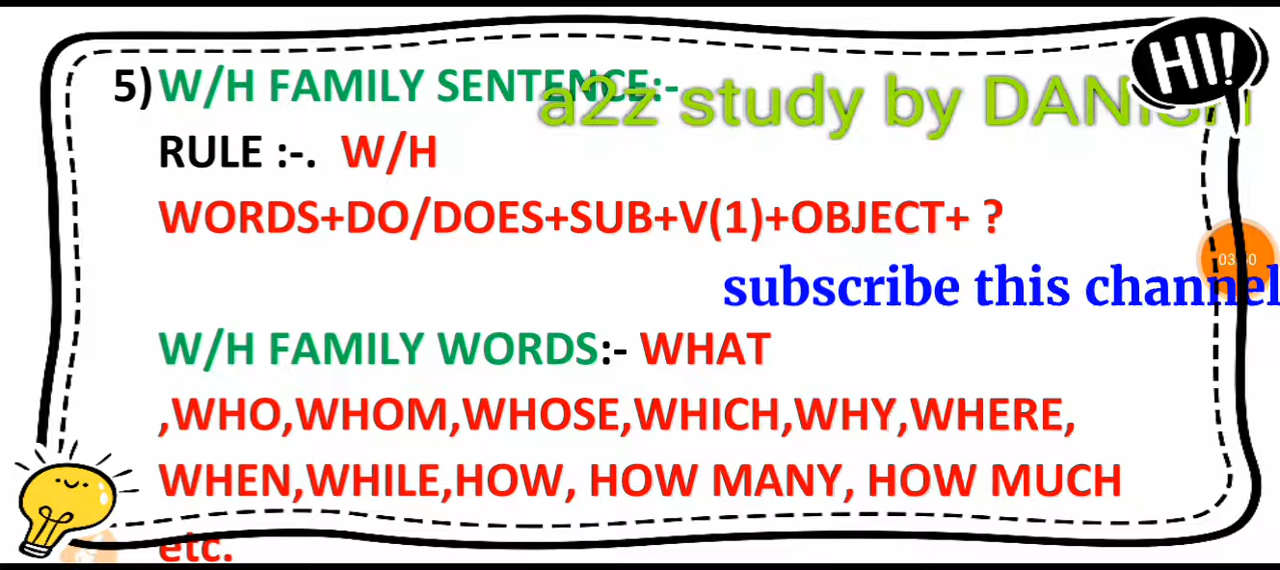 HI!
5) W/H FAMILY SENTENCE:-
a2z study by DANISH
RULE :-. W/H
WORDS+DO/DOES+SUB+V(1)+OBJECT+ ?
subscribe this channel
W/H FAMILY WORDS:- WHAT
,WHO,WHOM,WHOSE,WHICH,WHY,WHERE,
WHEN,WHILE,HOW, HOW MANY, HOW MUCH
etc.